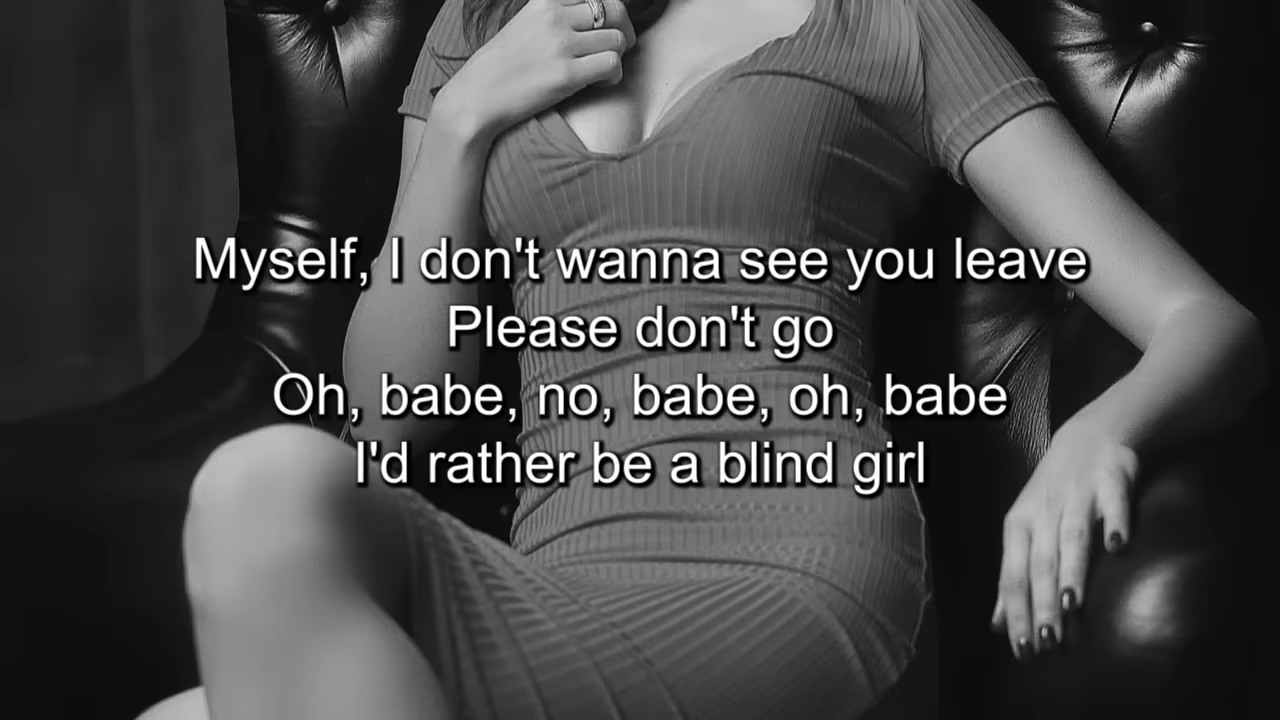 Myself, I don't wanna see you leave
Please don't go
Oh, babe, no, babe, oh, babe
I'd rather be a blind girl